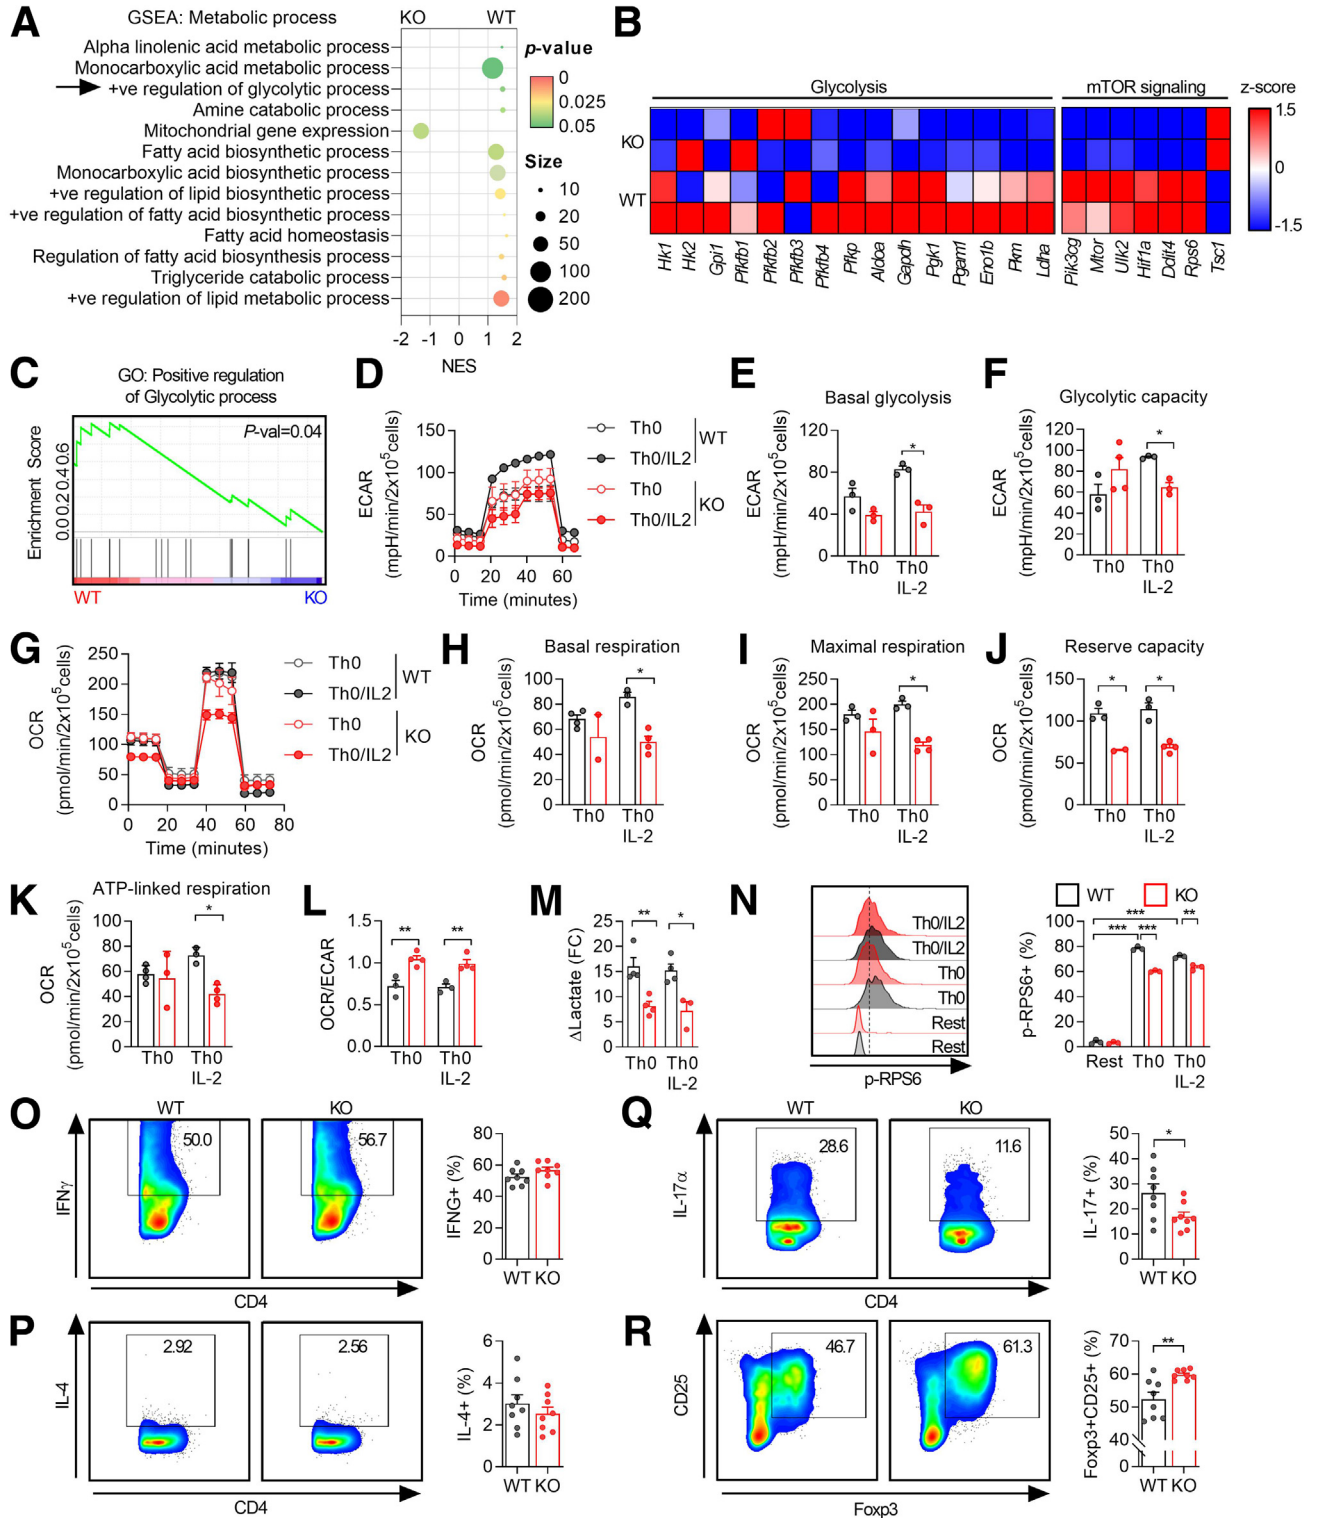 A
GSEA: Metabolic process
KO
WT
Alpha linolenic acid metabolic process
Monocarboxylic acid metabolic process
+ve regulation of glycolytic process
Amine catabolic process
Mitochondrial gene expression
Fatty acid biosynthetic process
Monocarboxylic acid biosynthetic process
+ve regulation of lipid biosynthetic process
+ve regulation of fatty acid biosynthetic process
Fatty acid homeostasis
Regulation of fatty acid biosynthesis process
Triglyceride catabolic process
+ve regulation of lipid metabolic process
-2 -1 0 1 2
NES
p-value
0
0.025
0.05
Size
10
20
50
100
200
B
Glycolysis
mTOR signaling
z-score
KO
WT
1.5
0
-1.5
Hk1 Hk2 Gpi1 Pfkfb1 Pfkfb2 Pfkfb3 Pfkfb4 Pfkp Aldoa Gapdh Pgk1 Pgam1 Eno1b Pkm Ldha
Pik3cg Mtor Ulk2 Hif1a Ddit4 Rps6 Tsc1
C
GO: Positive regulation
of Glycolytic process
P-val=0.04
Enrichment Score
0.0 0.2 0.4 0.6
WT
KO
D
ECAR
(mpH/min/2x10⁵cells)
150
100
50
0
0 20 40 60
Time (minutes)
Th0
Th0/IL2
WT
Th0
Th0/IL2
KO
E
Basal glycolysis
ECAR
(mpH/min/2x10⁵cells)
120
80
40
0
*
Th0 Th0
IL-2
F
Glycolytic capacity
ECAR
(mpH/min/2x10⁵cells)
120
100
80
60
40
20
0
*
Th0 Th0
IL-2
G
OCR
(pmol/min/2x10⁵cells)
250
200
150
100
50
0
0 20 40 60 80
Time (minutes)
Th0
Th0/IL2
WT
Th0
Th0/IL2
KO
H
Basal respiration
OCR
(pmol/min/2x10⁵cells)
100
80
60
40
20
0
*
Th0 Th0
IL-2
I
Maximal respiration
OCR
(pmol/min/2x10⁵cells)
250
200
150
100
50
0
*
Th0 Th0
IL-2
J
Reserve capacity
OCR
(pmol/min/2x10⁵cells)
150
100
50
0
* *
Th0 Th0
IL-2
K
ATP-linked respiration
OCR
(pmol/min/2x10⁵cells)
100
80
60
40
20
0
*
Th0 Th0
IL-2
L
OCR/ECAR
1.5
1.0
0.5
0.0
** **
Th0 Th0
IL-2
M
ΔLactate (FC)
25
20
15
10
5
0
** *
Th0 Th0
IL-2
N
Th0/IL2
Th0/IL2
Th0
Th0
Rest
Rest
p-RPS6
WT KO
p-RPS6+ (%)
100
80
60
40
20
0
*** **
*** ***
Rest Th0 Th0
IL-2
O
WT KO
IFNγ
50.0
56.7
CD4
IFNG+ (%)
80
60
40
20
0
WT KO
Q
WT KO
IL-17α
28.6
11.6
CD4
IL-17+ (%)
50
40
30
20
10
0
*
WT KO
P
IL-4
2.92
2.56
CD4
IL-4+ (%)
6
4
2
0
WT KO
R
CD25
46.7
61.3
Foxp3
Foxp3+CD25+ (%)
70
60
50
40
0
**
WT KO